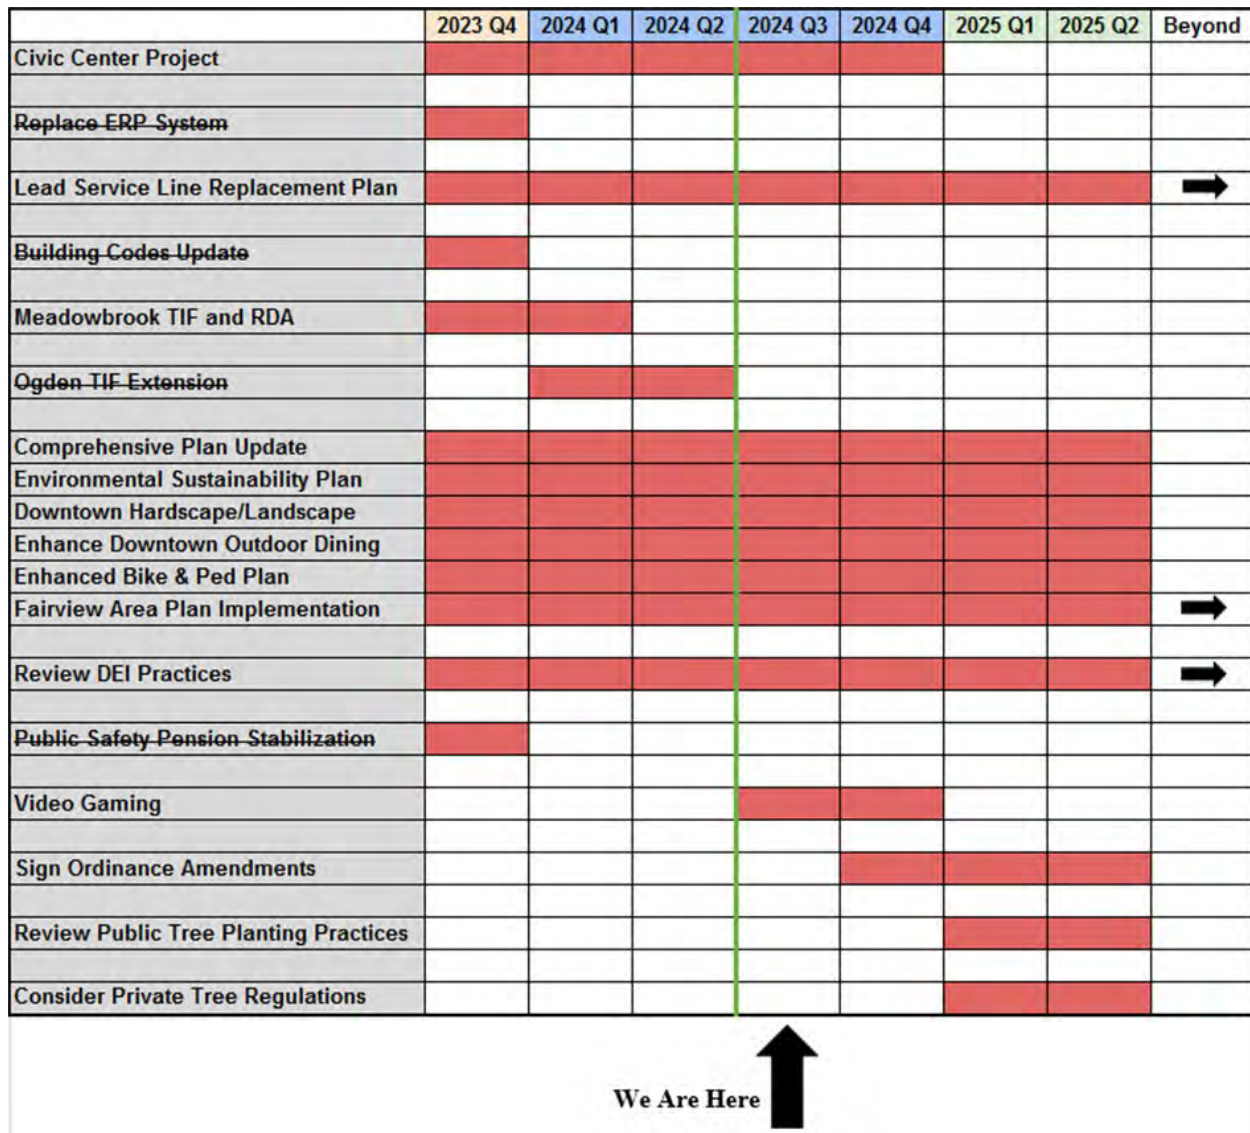 2023 Q4 2024 Q1 2024 Q2 2024 Q3 2024 Q4 2025 Q1 2025 Q2 Beyond
Civic Center Project
Replace ERP System
Lead Service Line Replacement Plan
Building Codes Update
Meadowbrook TIF and RDA
Ogden TIF Extension
Comprehensive Plan Update
Environmental Sustainability Plan
Downtown Hardscape/Landscape
Enhance Downtown Outdoor Dining
Enhanced Bike & Ped Plan
Fairview Area Plan Implementation
Review DEI Practices
Public Safety Pension Stabilization
Video Gaming
Sign Ordinance Amendments
Review Public Tree Planting Practices
Consider Private Tree Regulations
We Are Here